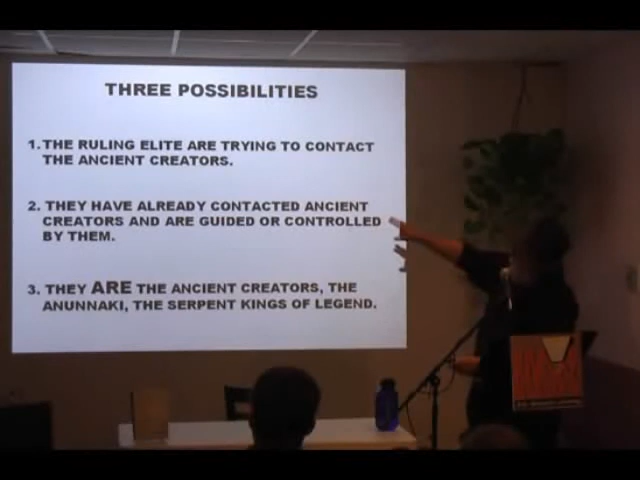 THREE POSSIBILITIES
1. THE RULING ELITE ARE TRYING TO CONTACT
THE ANCIENT CREATORS.
2. THEY HAVE ALREADY CONTACTED ANCIENT
CREATORS AND ARE GUIDED OR CONTROLLED
BY THEM.
3. THEY ARE THE ANCIENT CREATORS, THE
ANUNNAKI, THE SERPENT KINGS OF LEGEND.